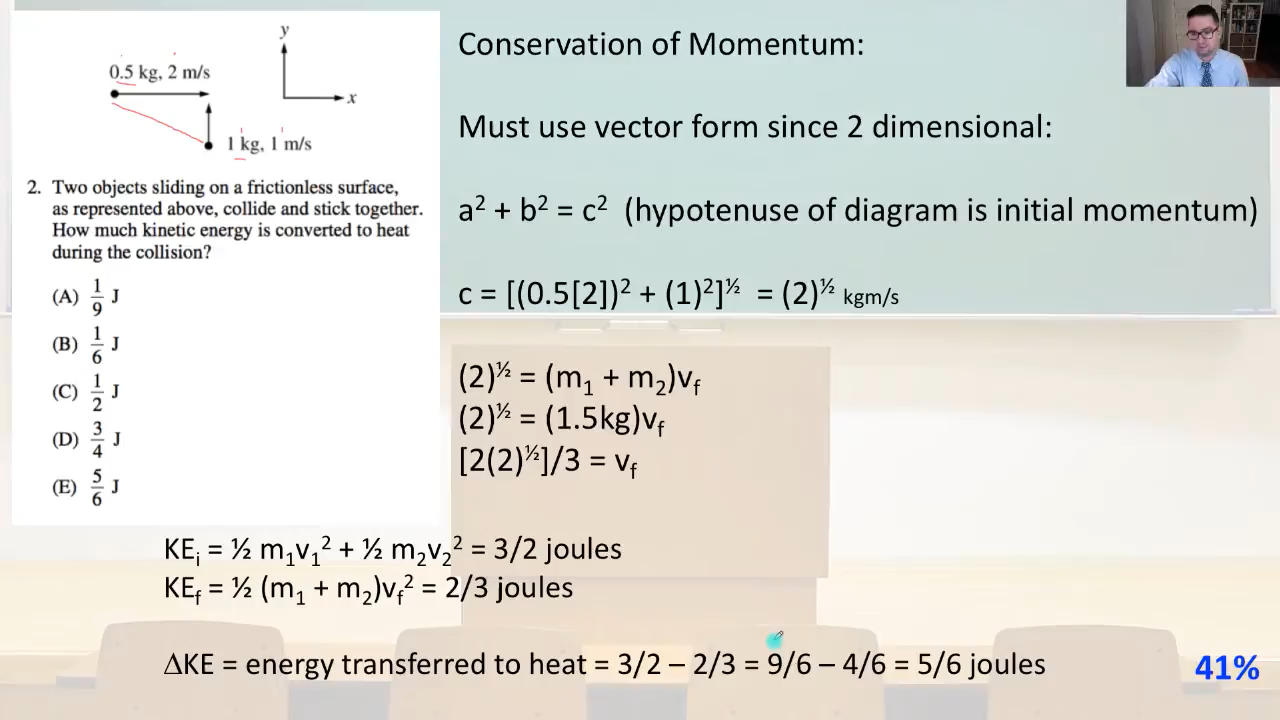 y
0.5 kg, 2 m/s
x
1 kg, 1 m/s
2. Two objects sliding on a frictionless surface,
as represented above, collide and stick together.
How much kinetic energy is converted to heat
during the collision?
(A) 1/9 J
(B) 1/6 J
(C) 1/2 J
(D) 3/4 J
(E) 5/6 J
Conservation of Momentum:
Must use vector form since 2 dimensional:
a² + b² = c² (hypotenuse of diagram is initial momentum)
c = [(0.5[2])² + (1)²]^½ = (2)^½ kgm/s
(2)^½ = (m₁ + m₂)v_f
(2)^½ = (1.5kg)v_f
[2(2)^½]/3 = v_f
KEᵢ = ½ m₁v₁² + ½ m₂v₂² = 3/2 joules
KE_f = ½ (m₁ + m₂)v_f² = 2/3 joules
ΔKE = energy transferred to heat = 3/2 – 2/3 = 9/6 – 4/6 = 5/6 joules
41%